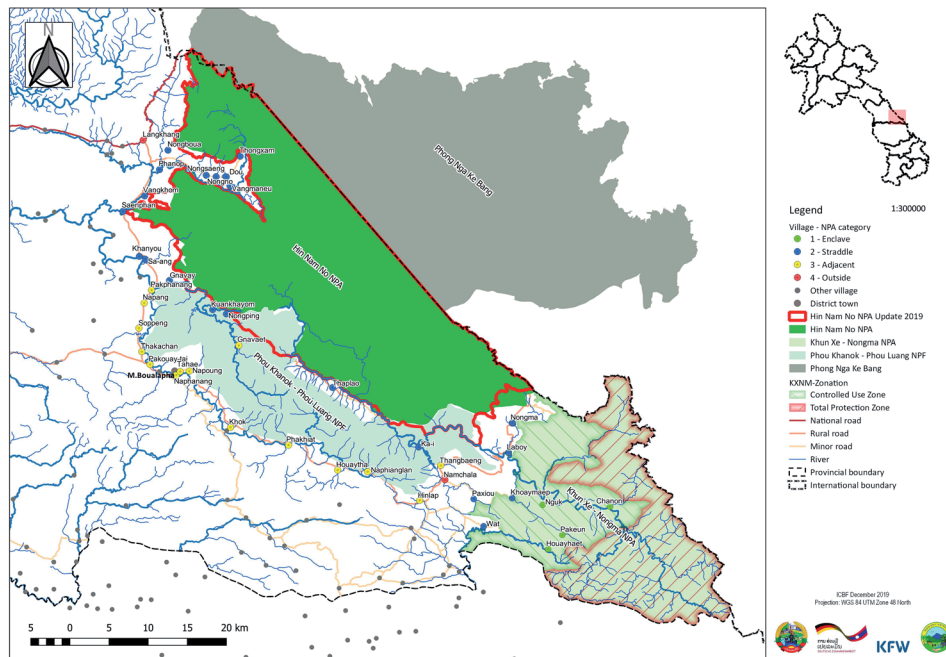 N
Langkhang
Nongboua
Thongxam
Phanop
Nongsaeng
Dou
Nongno
Vangmaneu
Vangkhom
Saenphan
Phong Nga Ke Bang
Hin Nam No NPA
Khanyou
Sa-ang
Gnavay
Pakphanang
Napang
Kuankhayom
Nongping
Soppeng
Gnavaet
Thakachan
Pakouay-tai
Tahae
M.Boualapha
Napoung
Naphanang
Phou Khanok - Phou Luang NPF
Thaplao
Khok
Phakhiat
Nongma
Ka-i
Laboy
Thangbaeng
Houaythai
Naphianglan
Namchala
Hinlap
Paxiou
Khoaymaep
Nguk
Chanon
Khun Xe - Nongma NPA
Wat
Pakeun
Houayhaet
5 0 5 10 15 20 km
Legend
1:300000
Village - NPA category
1 - Enclave
2 - Straddle
3 - Adjacent
4 - Outside
Other village
District town
Hin Nam No NPA Update 2019
Hin Nam No NPA
Khun Xe - Nongma NPA
Phou Khanok - Phou Luang NPF
Phong Nga Ke Bang
KXNM-Zonation
Controlled Use Zone
Total Protection Zone
National road
Rural road
Minor road
River
Provincial boundary
International boundary
ICBF December 2019
Projection: WGS 84 UTM Zone 48 North
KFW